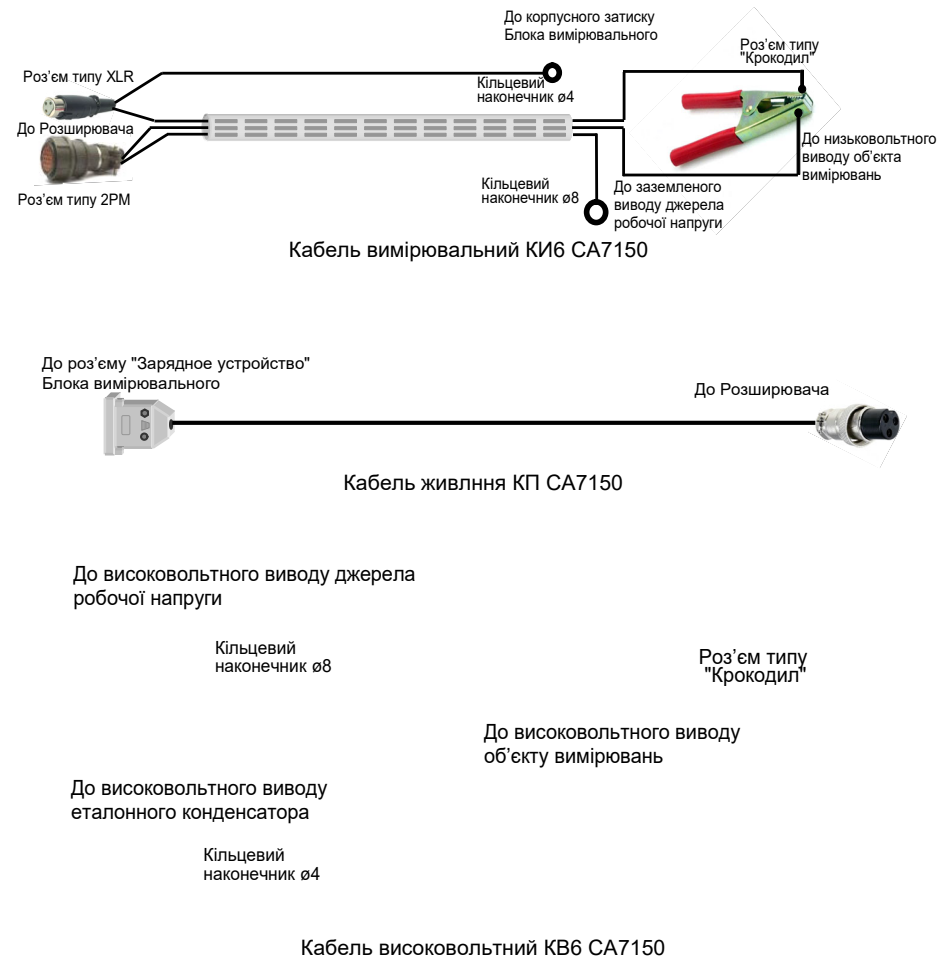 До корпусного затиску
Блока вимірювального
Роз’єм типу
"Крокодил"
Роз’єм типу XLR
Кільцевий
наконечник ø4
До Розширювача
До низьковольтного
виводу об’єкта
вимірювань
Роз’єм типу 2РМ
Кільцевий
наконечник ø8
До заземленого
виводу джерела
робочої напруги
Кабель вимірювальний КИ6 СА7150
До роз’єму "Зарядное устройство"
Блока вимірювального
До Розширювача
Кабель живлння КП СА7150
До високовольтного виводу джерела
робочої напруги
Кільцевий
наконечник ø8
Роз’єм типу
"Крокодил"
До високовольтного виводу
об’єкту вимірювань
До високовольтного виводу
еталонного конденсатора
Кільцевий
наконечник ø4
Кабель високовольтний КВ6 СА7150